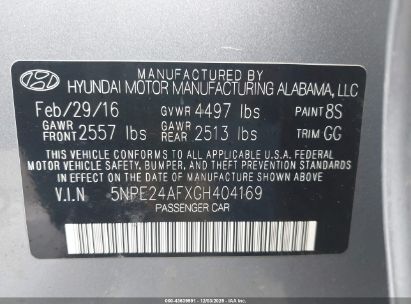 MANUFACTURED BY
HYUNDAI MOTOR MANUFACTURING ALABAMA, LLC
Feb/29/16 GVWR 4497 lbs PAINT 8S
GAWR FRONT 2557 lbs GAWR REAR 2513 lbs TRIM GG
THIS VEHICLE CONFORMS TO ALL APPLICABLE U.S.A. FEDERAL
MOTOR VEHICLE SAFETY, BUMPER, AND THEFT PREVENTION
STANDARDS IN EFFECT ON THE DATE OF MANUFACTURE SHOWN ABOVE.
V.I.N 5NPE24AFXGH404169
PASSENGER CAR